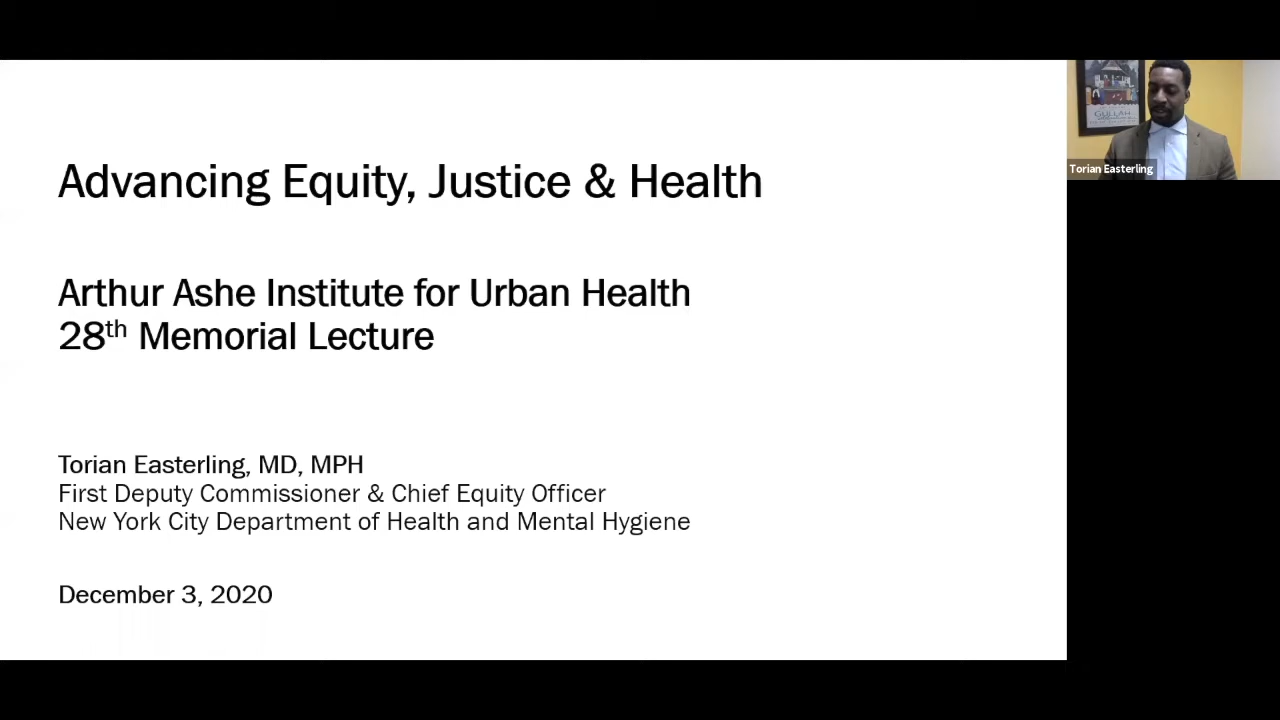 Advancing Equity, Justice & Health
Arthur Ashe Institute for Urban Health
28th Memorial Lecture
Torian Easterling, MD, MPH
First Deputy Commissioner & Chief Equity Officer
New York City Department of Health and Mental Hygiene
December 3, 2020
GULLAH
Torian Easterling